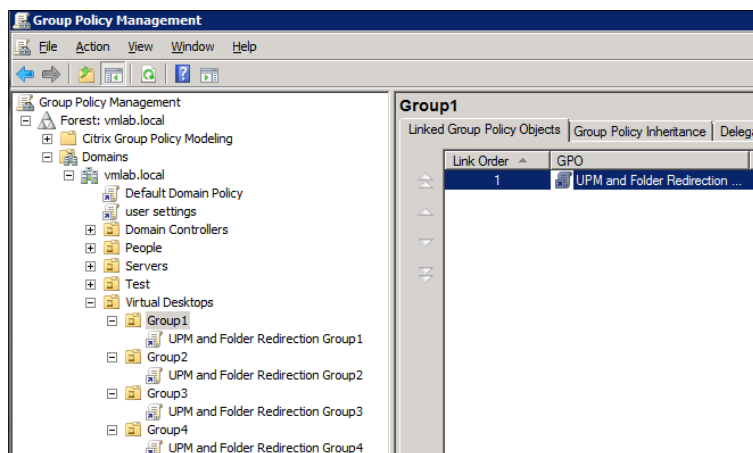 Group Policy Management
File Action View Window Help
Group Policy Management
Forest: vmlab.local
Citrix Group Policy Modeling
Domains
vmlab.local
Default Domain Policy
user settings
Domain Controllers
People
Servers
Test
Virtual Desktops
Group1
UPM and Folder Redirection Group1
Group2
UPM and Folder Redirection Group2
Group3
UPM and Folder Redirection Group3
Group4
UPM and Folder Redirection Group4
Group1
Linked Group Policy Objects Group Policy Inheritance Delega
Link Order GPO
1 UPM and Folder Redirection ...